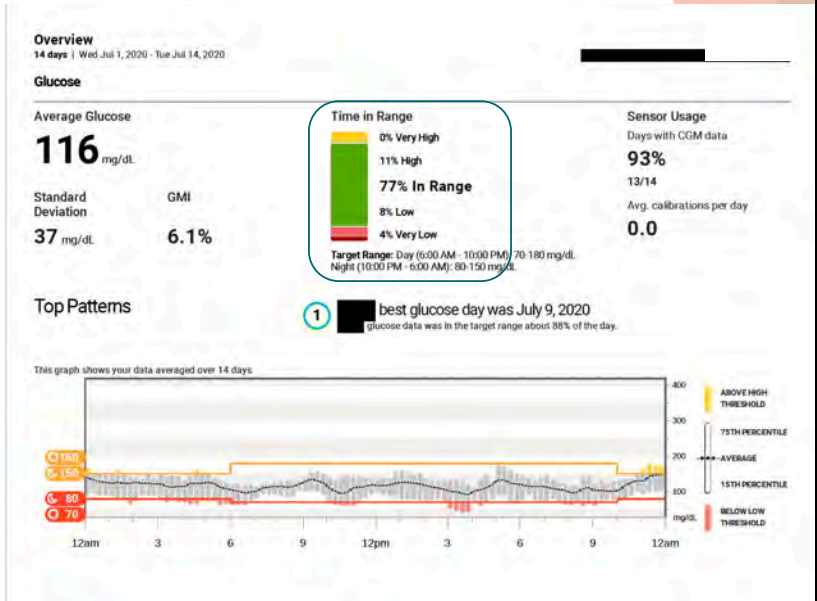 Overview
14 days | Wed Jul 1, 2020 - Tue Jul 14, 2020
Glucose
Average Glucose
116 mg/dL
Standard Deviation
37 mg/dL
GMI
6.1%
Time in Range
0% Very High
11% High
77% In Range
8% Low
4% Very Low
Target Range: Day (6:00 AM - 10:00 PM): 70-180 mg/dL
Night (10:00 PM - 6:00 AM): 80-150 mg/dL
Sensor Usage
Days with CGM data
93%
13/14
Avg. calibrations per day
0.0
Top Patterns
1
best glucose day was July 9, 2020
glucose data was in the target range about 88% of the day.
This graph shows your data averaged over 14 days
180
150
80
70
400
300
200
100
mg/dL
12am 3 6 9 12pm 3 6 9 12am
ABOVE HIGH
THRESHOLD
75TH PERCENTILE
AVERAGE
15TH PERCENTILE
BELOW LOW
THRESHOLD